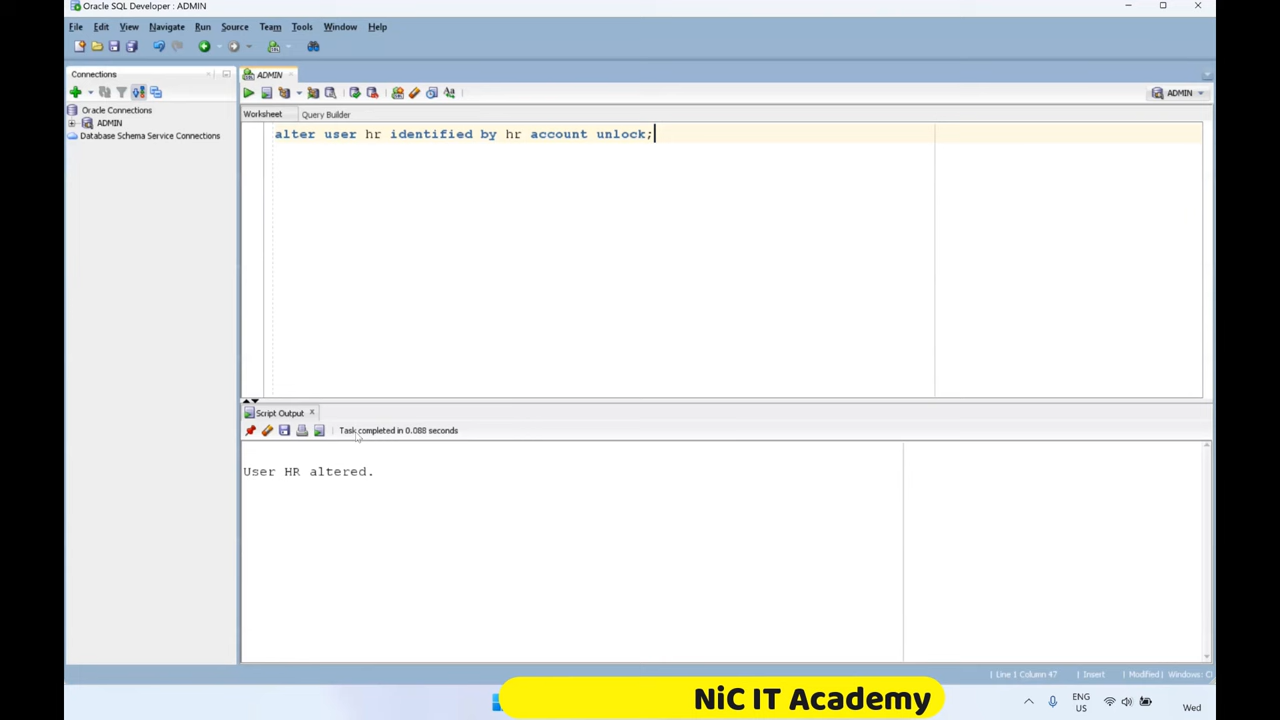 Oracle SQL Developer : ADMIN
File Edit View Navigate Run Source Team Tools Window Help
Connections
ADMIN
ADMIN
Oracle Connections
ADMIN
Database Schema Service Connections
Worksheet Query Builder
alter user hr identified by hr account unlock;
Script Output
Task completed in 0.088 seconds
User HR altered.
Line 1 Column 47 Insert Modified Windows:
NiC IT Academy
ENG
US
Wed